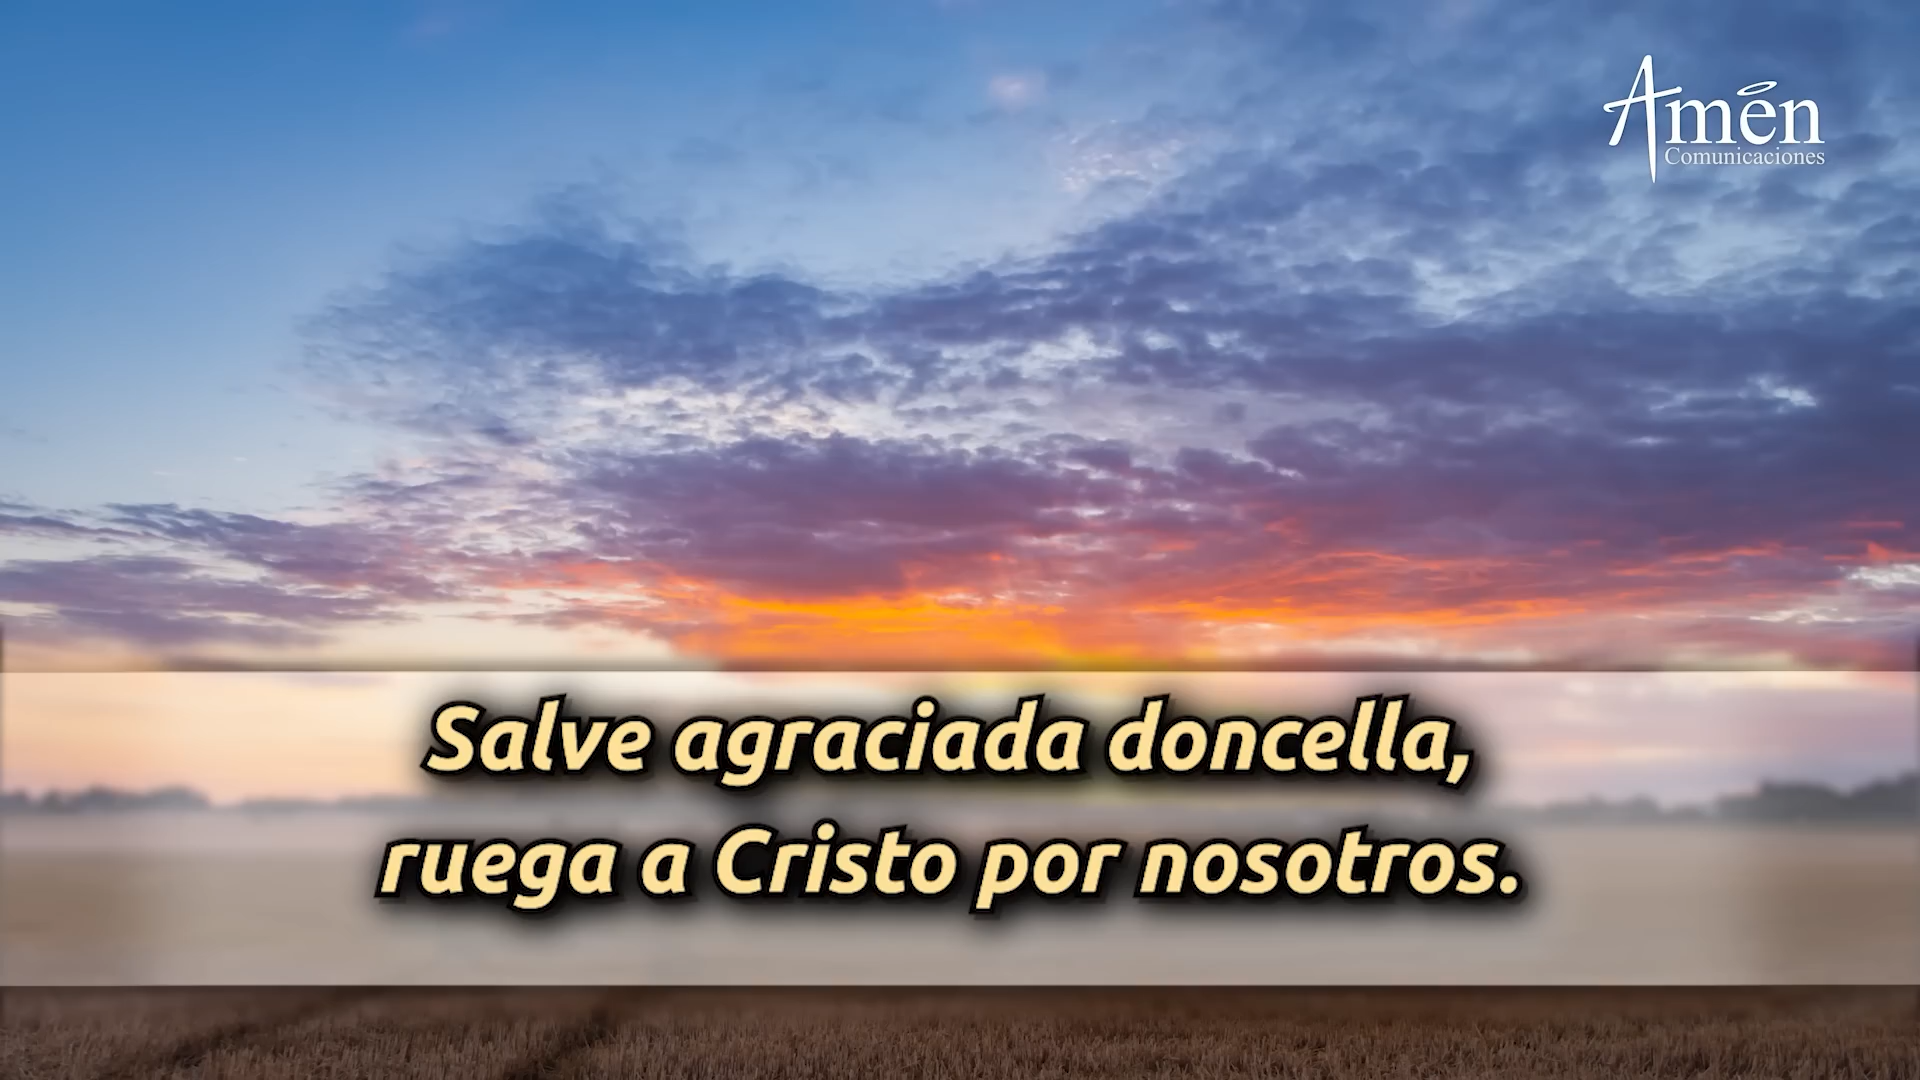 Amén
Comunicaciones
Salve agraciada doncella,
ruega a Cristo por nosotros.